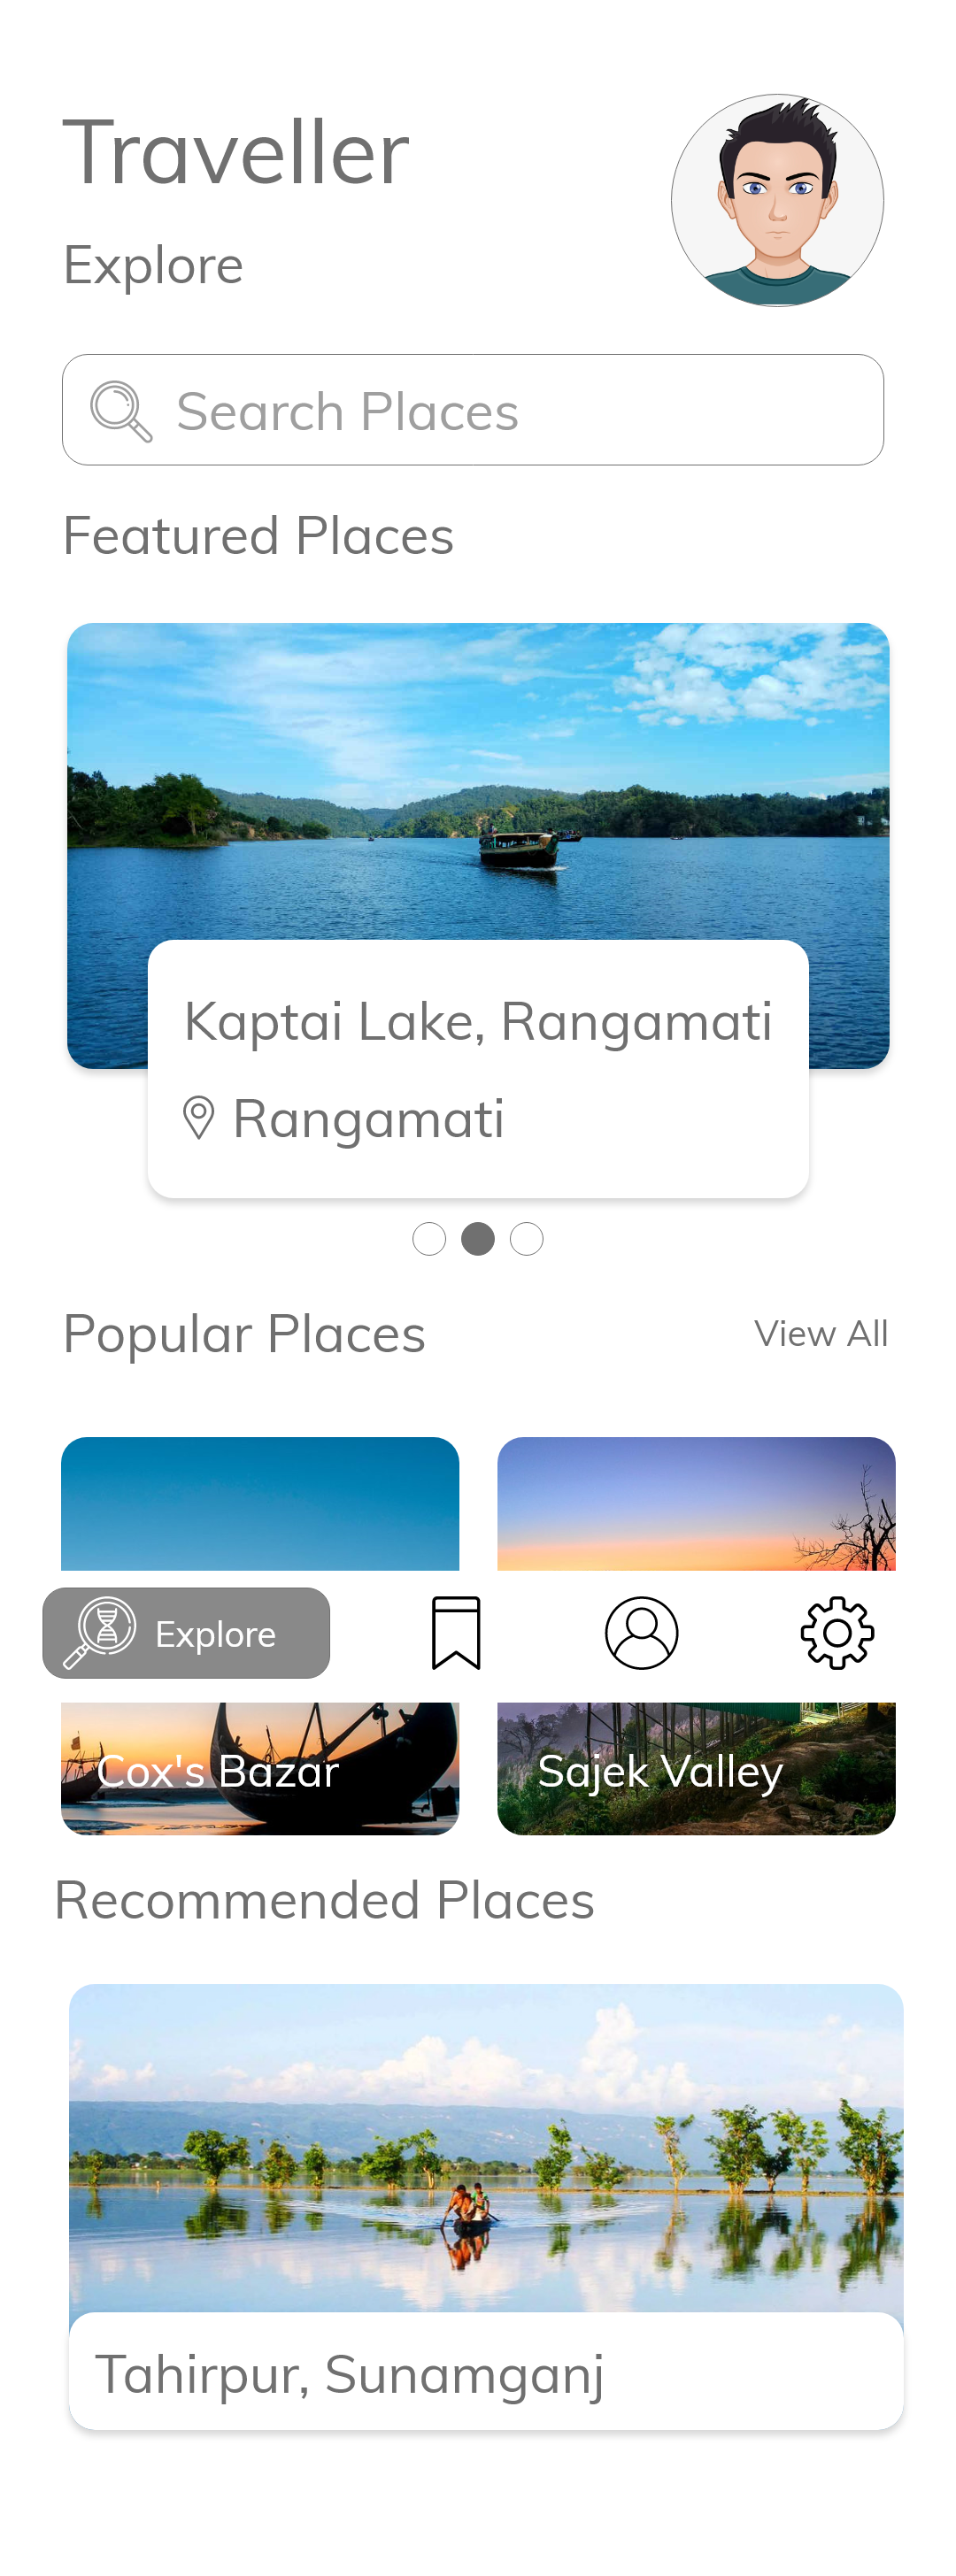 Traveller
Explore
Search Places
Featured Places
Kaptai Lake, Rangamati
Rangamati
Popular Places
View All
Explore
Cox's Bazar
Sajek Valley
Recommended Places
Tahirpur, Sunamganj